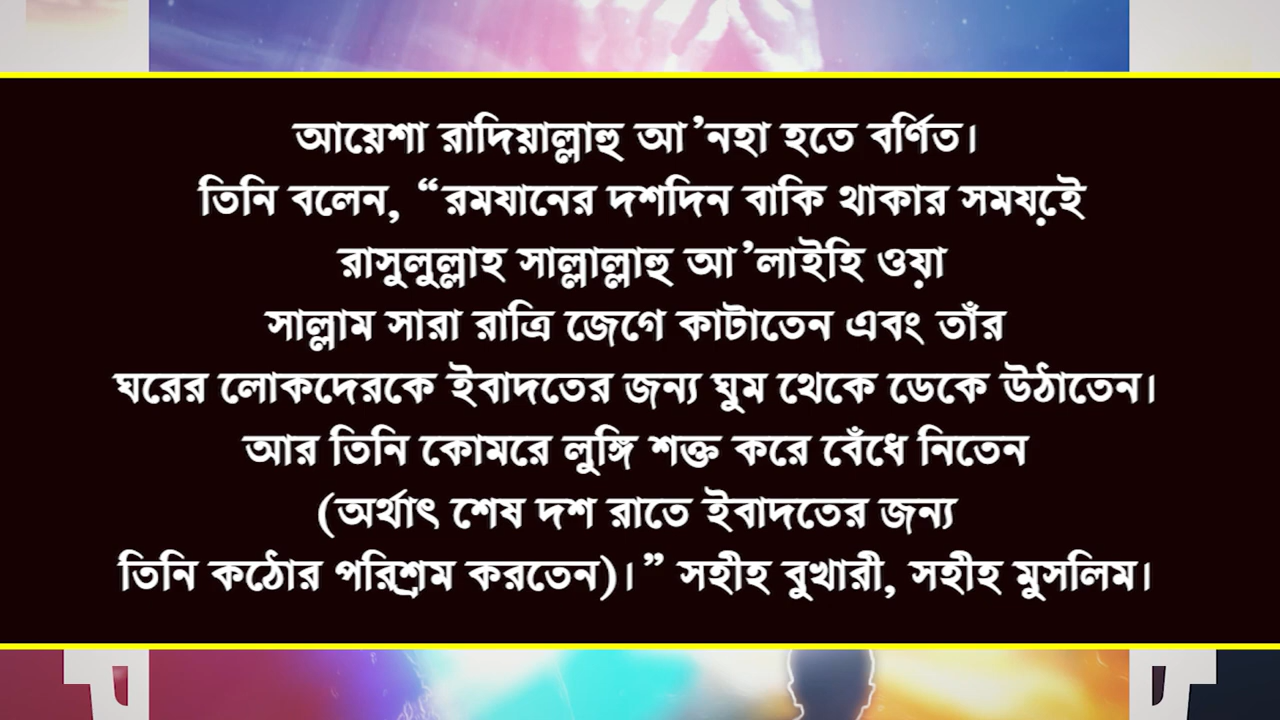 আয়েশা রাদিয়াল্লাহু আ’নহা হতে বর্ণিত।
তিনি বলেন, “রমযানের দশদিন বাকি থাকার সময়েই
রাসুলুল্লাহ সাল্লাল্লাহু আ’লাইহি ওয়া
সাল্লাম সারা রাত্রি জেগে কাটাতেন এবং তাঁর
ঘরের লোকদেরকে ইবাদতের জন্য ঘুম থেকে ডেকে উঠাতেন।
আর তিনি কোমরে লুঙ্গি শক্ত করে বেঁধে নিতেন
(অর্থাৎ শেষ দশ রাতে ইবাদতের জন্য
তিনি কঠোর পরিশ্রম করতেন)।” সহীহ বুখারী, সহীহ মুসলিম।